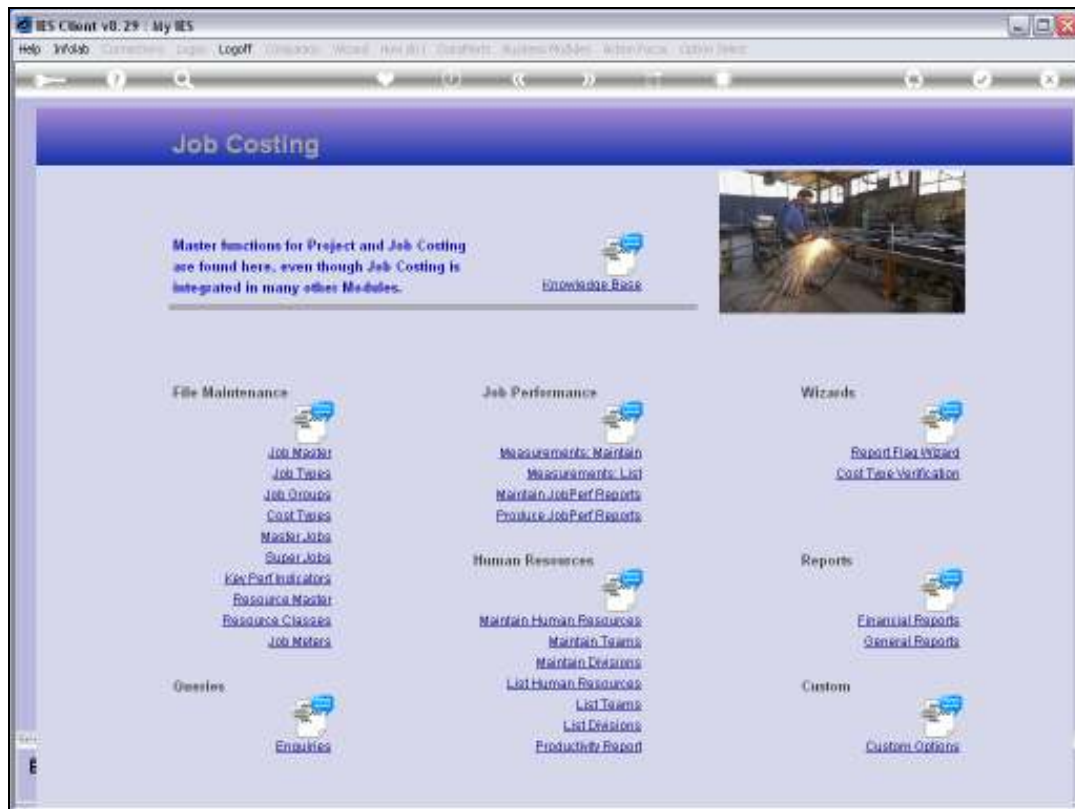 IES Client v8.29 : My IES
Help Infolab Logoff
Job Costing
Master functions for Project and Job Costing
are found here, even though Job Costing is
integrated in many other Modules.
Knowledge Base
File Maintenance
Job Master
Job Types
Job Groups
Cost Types
Master Jobs
Super Jobs
Key Perf Indicators
Resource Master
Resource Classes
Job Meters
Queries
Enquiries
Job Performance
Measurements: Maintain
Measurements: List
Maintain JobPerf Reports
Produce JobPerf Reports
Human Resources
Maintain Human Resources
Maintain Teams
Maintain Divisions
List Human Resources
List Teams
List Divisions
Productivity Report
Wizards
Report Flag Wizard
Cost Type Verification
Reports
Financial Reports
General Reports
Custom
Custom Options